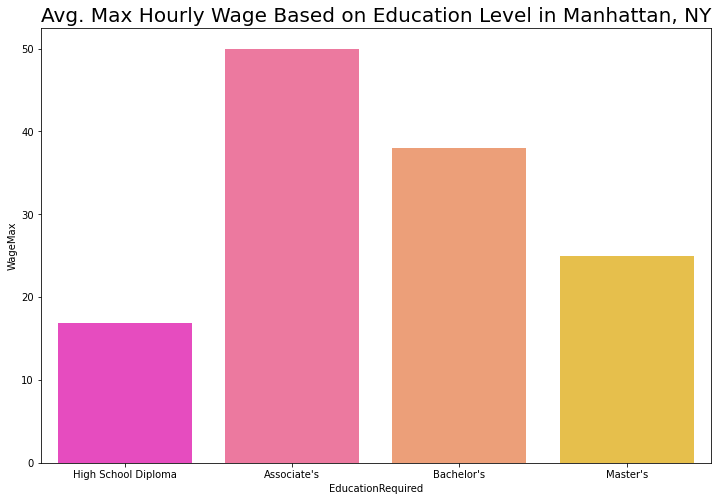 Avg. Max Hourly Wage Based on Education Level in Manhattan, NY
50
40
30
20
10
0
WageMax
High School Diploma Associate's Bachelor's Master's
EducationRequired